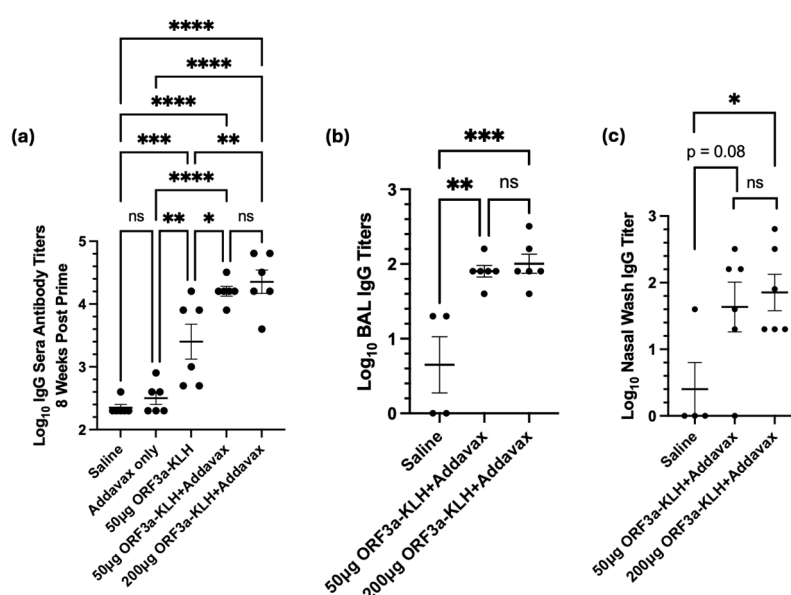 (a)
****
****
****
***
**
****
ns
**
*
ns
Log10 IgG Sera Antibody Titers
8 Weeks Post Prime
5
4
3
2
Saline
Addavax only
50μg ORF3a-KLH
50μg ORF3a-KLH+Addavax
200μg ORF3a-KLH+Addavax
(b)
***
**
ns
Log10 BAL IgG Titers
3
2
1
0
Saline
50μg ORF3a-KLH+Addavax
200μg ORF3a-KLH+Addavax
(c)
*
p = 0.08
ns
Log10 Nasal Wash IgG Titer
3
2
1
0
Saline
50μg ORF3a-KLH+Addavax
200μg ORF3a-KLH+Addavax